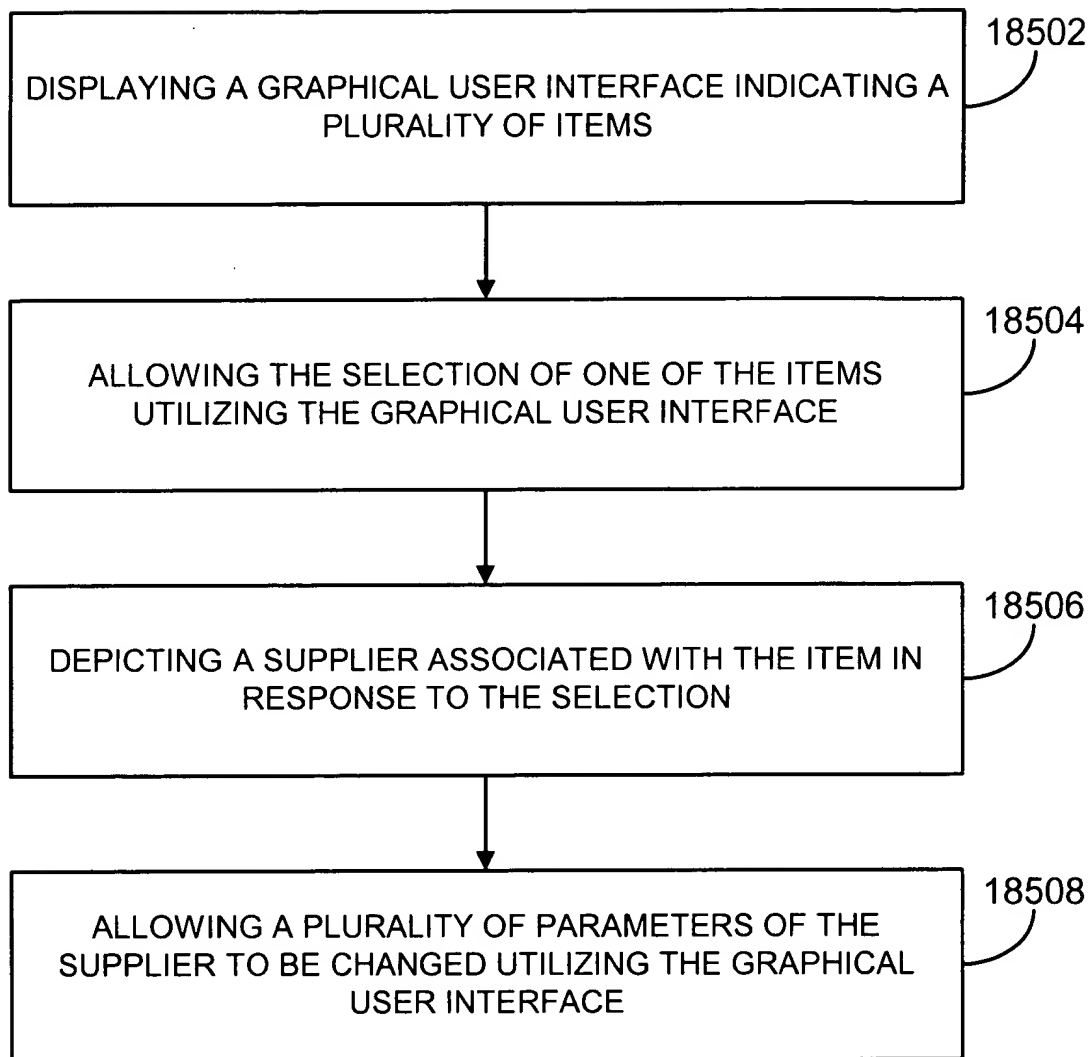 18502
DISPLAYING A GRAPHICAL USER INTERFACE INDICATING A
PLURALITY OF ITEMS
18504
ALLOWING THE SELECTION OF ONE OF THE ITEMS
UTILIZING THE GRAPHICAL USER INTERFACE
18506
DEPICTING A SUPPLIER ASSOCIATED WITH THE ITEM IN
RESPONSE TO THE SELECTION
18508
ALLOWING A PLURALITY OF PARAMETERS OF THE
SUPPLIER TO BE CHANGED UTILIZING THE GRAPHICAL
USER INTERFACE